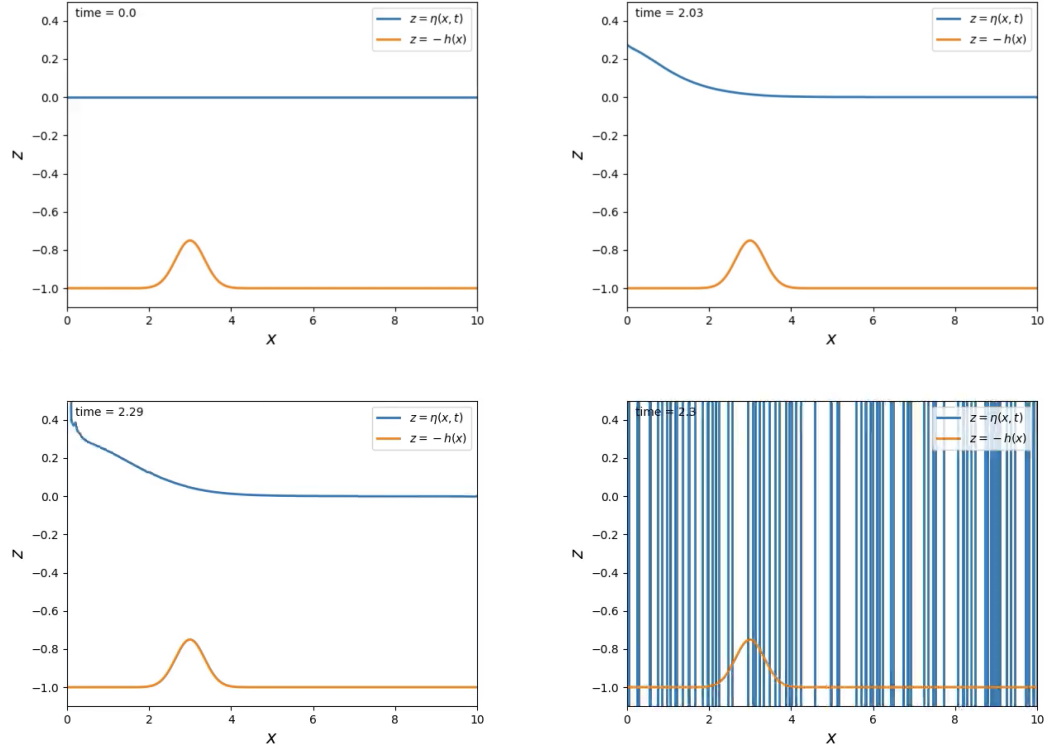 time = 0.0
z = η(x, t)
z = −h(x)
0.4
0.2
0.0
−0.2
−0.4
−0.6
−0.8
−1.0
z
0 2 4 6 8 10
x
time = 2.03
z = η(x, t)
z = −h(x)
0.4
0.2
0.0
−0.2
−0.4
−0.6
−0.8
−1.0
z
0 2 4 6 8 10
x
time = 2.29
z = η(x, t)
z = −h(x)
0.4
0.2
0.0
−0.2
−0.4
−0.6
−0.8
−1.0
z
0 2 4 6 8 10
x
time = 2.3
z = η(x, t)
z = −h(x)
0.4
0.2
0.0
−0.2
−0.4
−0.6
−0.8
−1.0
z
0 2 4 6 8 10
x